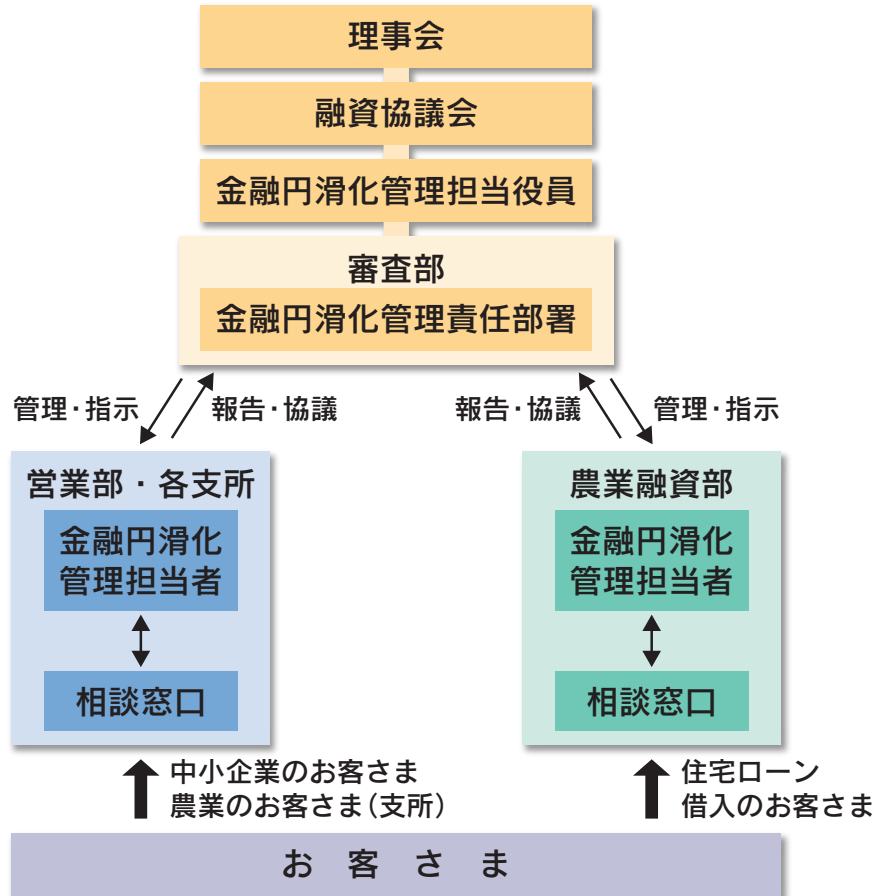 理事会
融資協議会
金融円滑化管理担当役員
審査部
金融円滑化管理責任部署
管理・指示
報告・協議
報告・協議
管理・指示
営業部・各支所
金融円滑化
管理担当者
相談窓口
農業融資部
金融円滑化
管理担当者
相談窓口
中小企業のお客さま
農業のお客さま(支所)
住宅ローン
借入のお客さま
お 客 さ ま